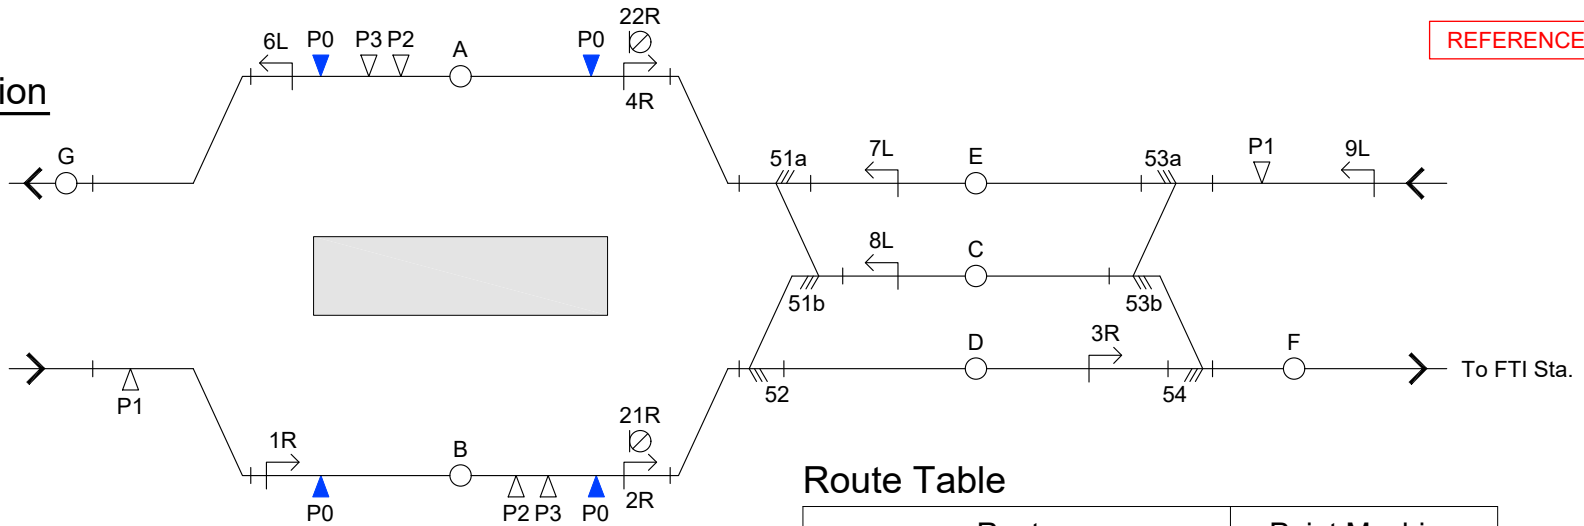 22R
6L
P0
P3
P2
A
P0
REFERENCE
4R
G
51a
7L
E
53a
P1
9L
8L
C
51b
53b
D
3R
F
To FTI Sta.
P1
52
54
1R
B
21R
P0
P2
P3
P0
2R
Route Table